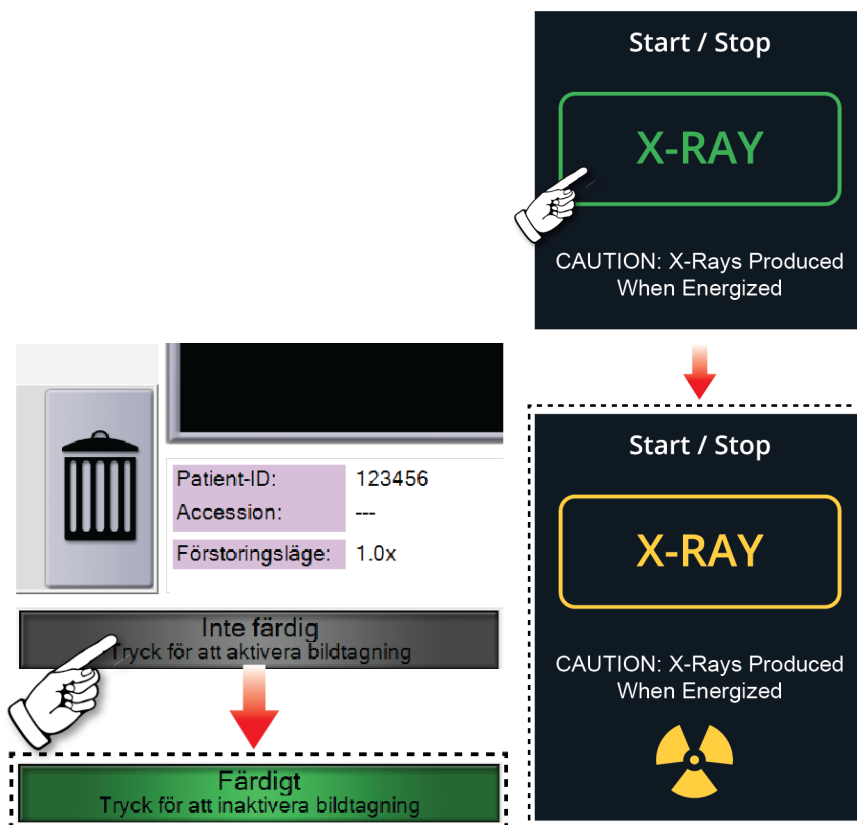 Start / Stop
X-RAY
CAUTION: X-Rays Produced
When Energized
Patient-ID: 123456
Accession: ---
Förstoringsläge: 1.0x
Inte färdig
Tryck för att aktivera bildtagning
Färdigt
Tryck för att inaktivera bildtagning
Start / Stop
X-RAY
CAUTION: X-Rays Produced
When Energized